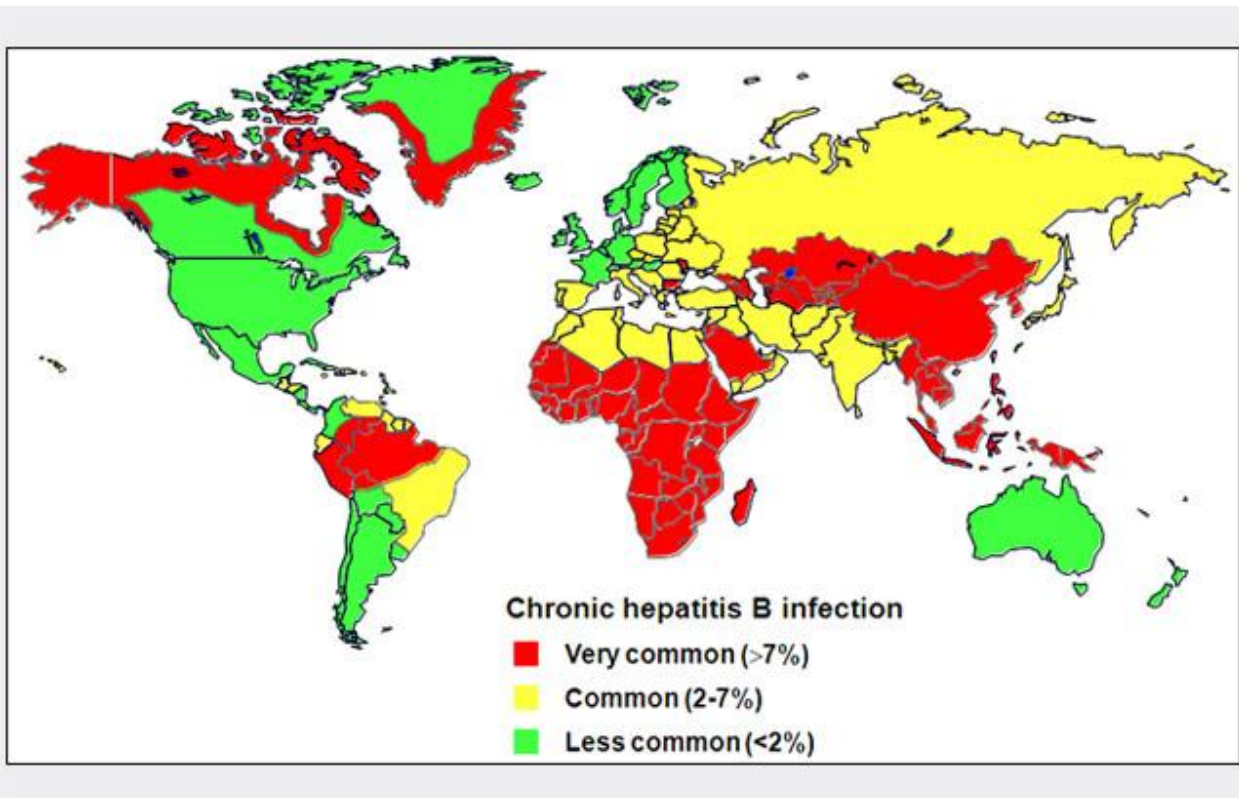 Chronic hepatitis B infection
Very common (>7%)
Common (2-7%)
Less common (<2%)